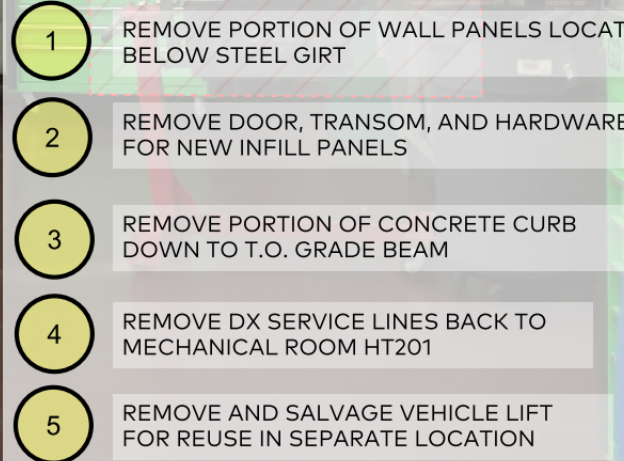 1
REMOVE PORTION OF WALL PANELS LOCAT
BELOW STEEL GIRT
2
REMOVE DOOR, TRANSOM, AND HARDWARE
FOR NEW INFILL PANELS
3
REMOVE PORTION OF CONCRETE CURB
DOWN TO T.O. GRADE BEAM
4
REMOVE DX SERVICE LINES BACK TO
MECHANICAL ROOM HT201
5
REMOVE AND SALVAGE VEHICLE LIFT
FOR REUSE IN SEPARATE LOCATION